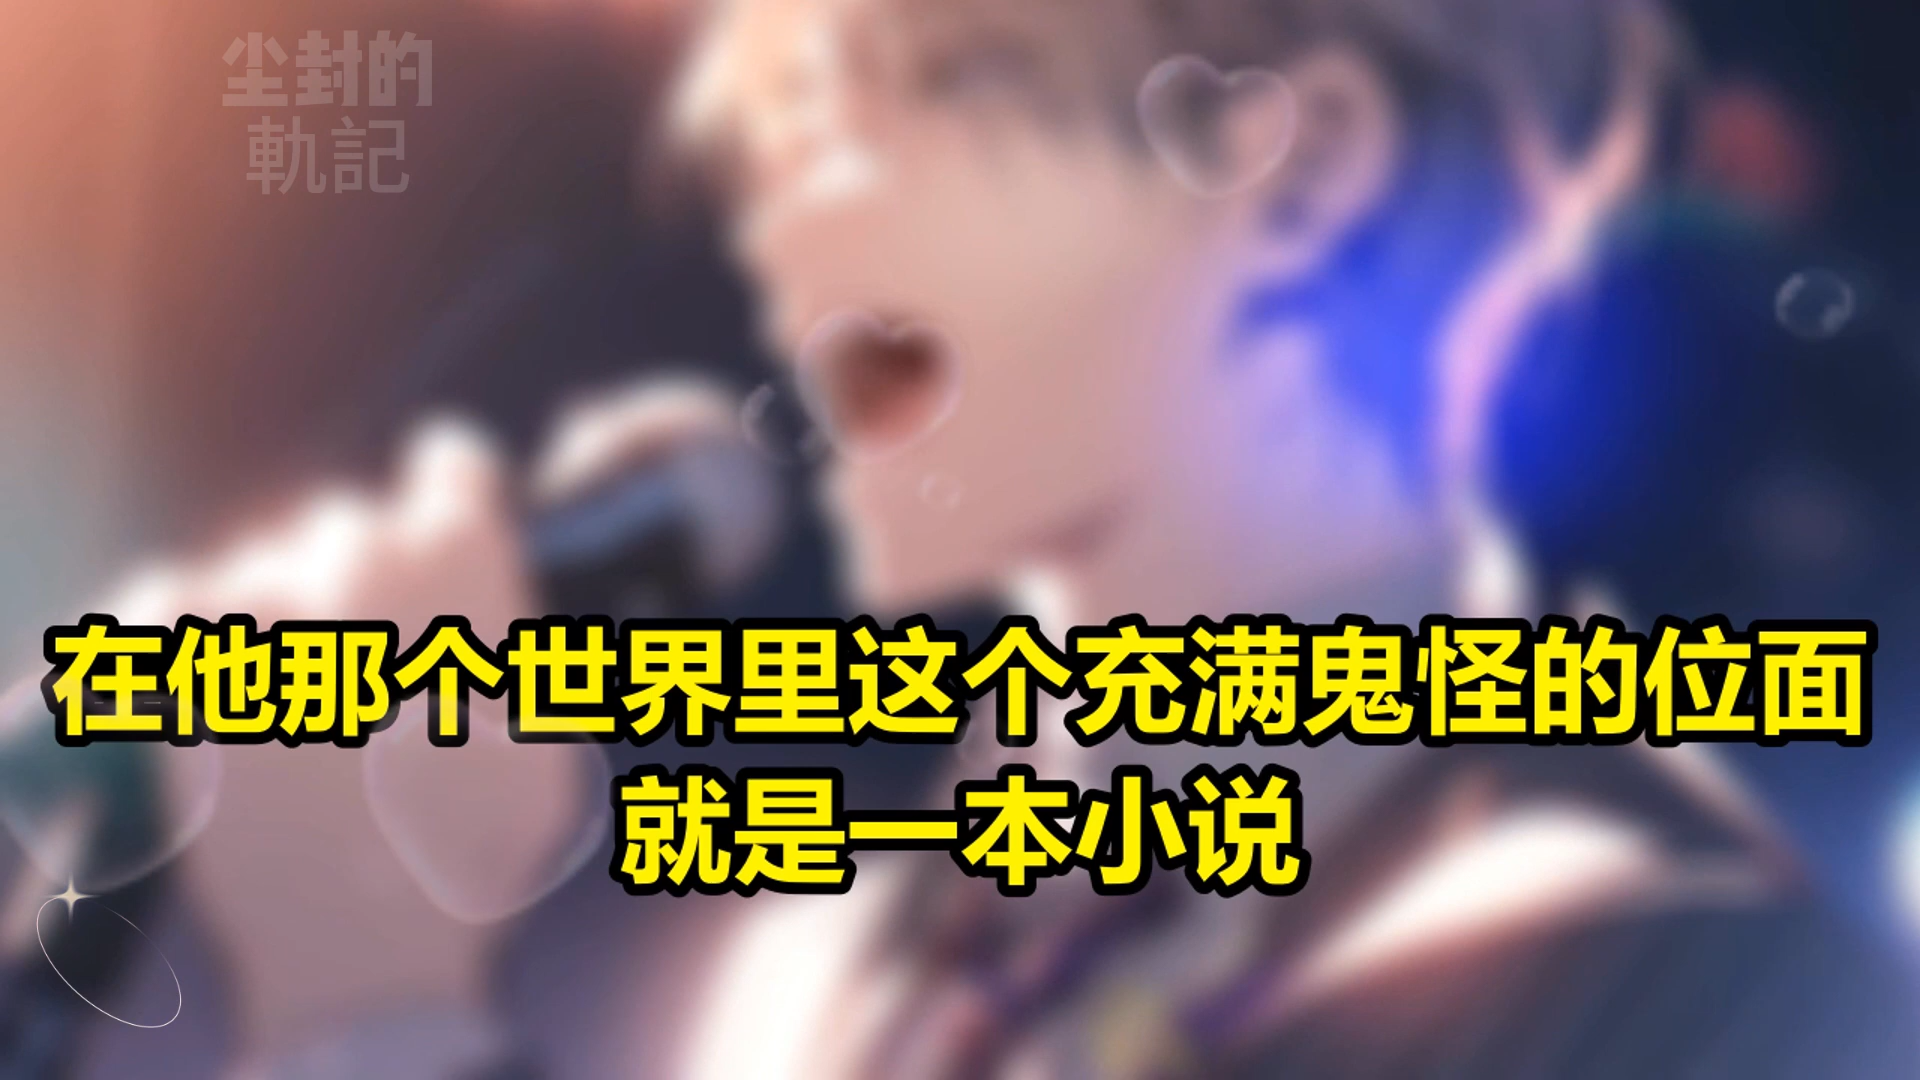 尘封的
軌記
在他那个世界里这个充满鬼怪的位面
就是一本小说